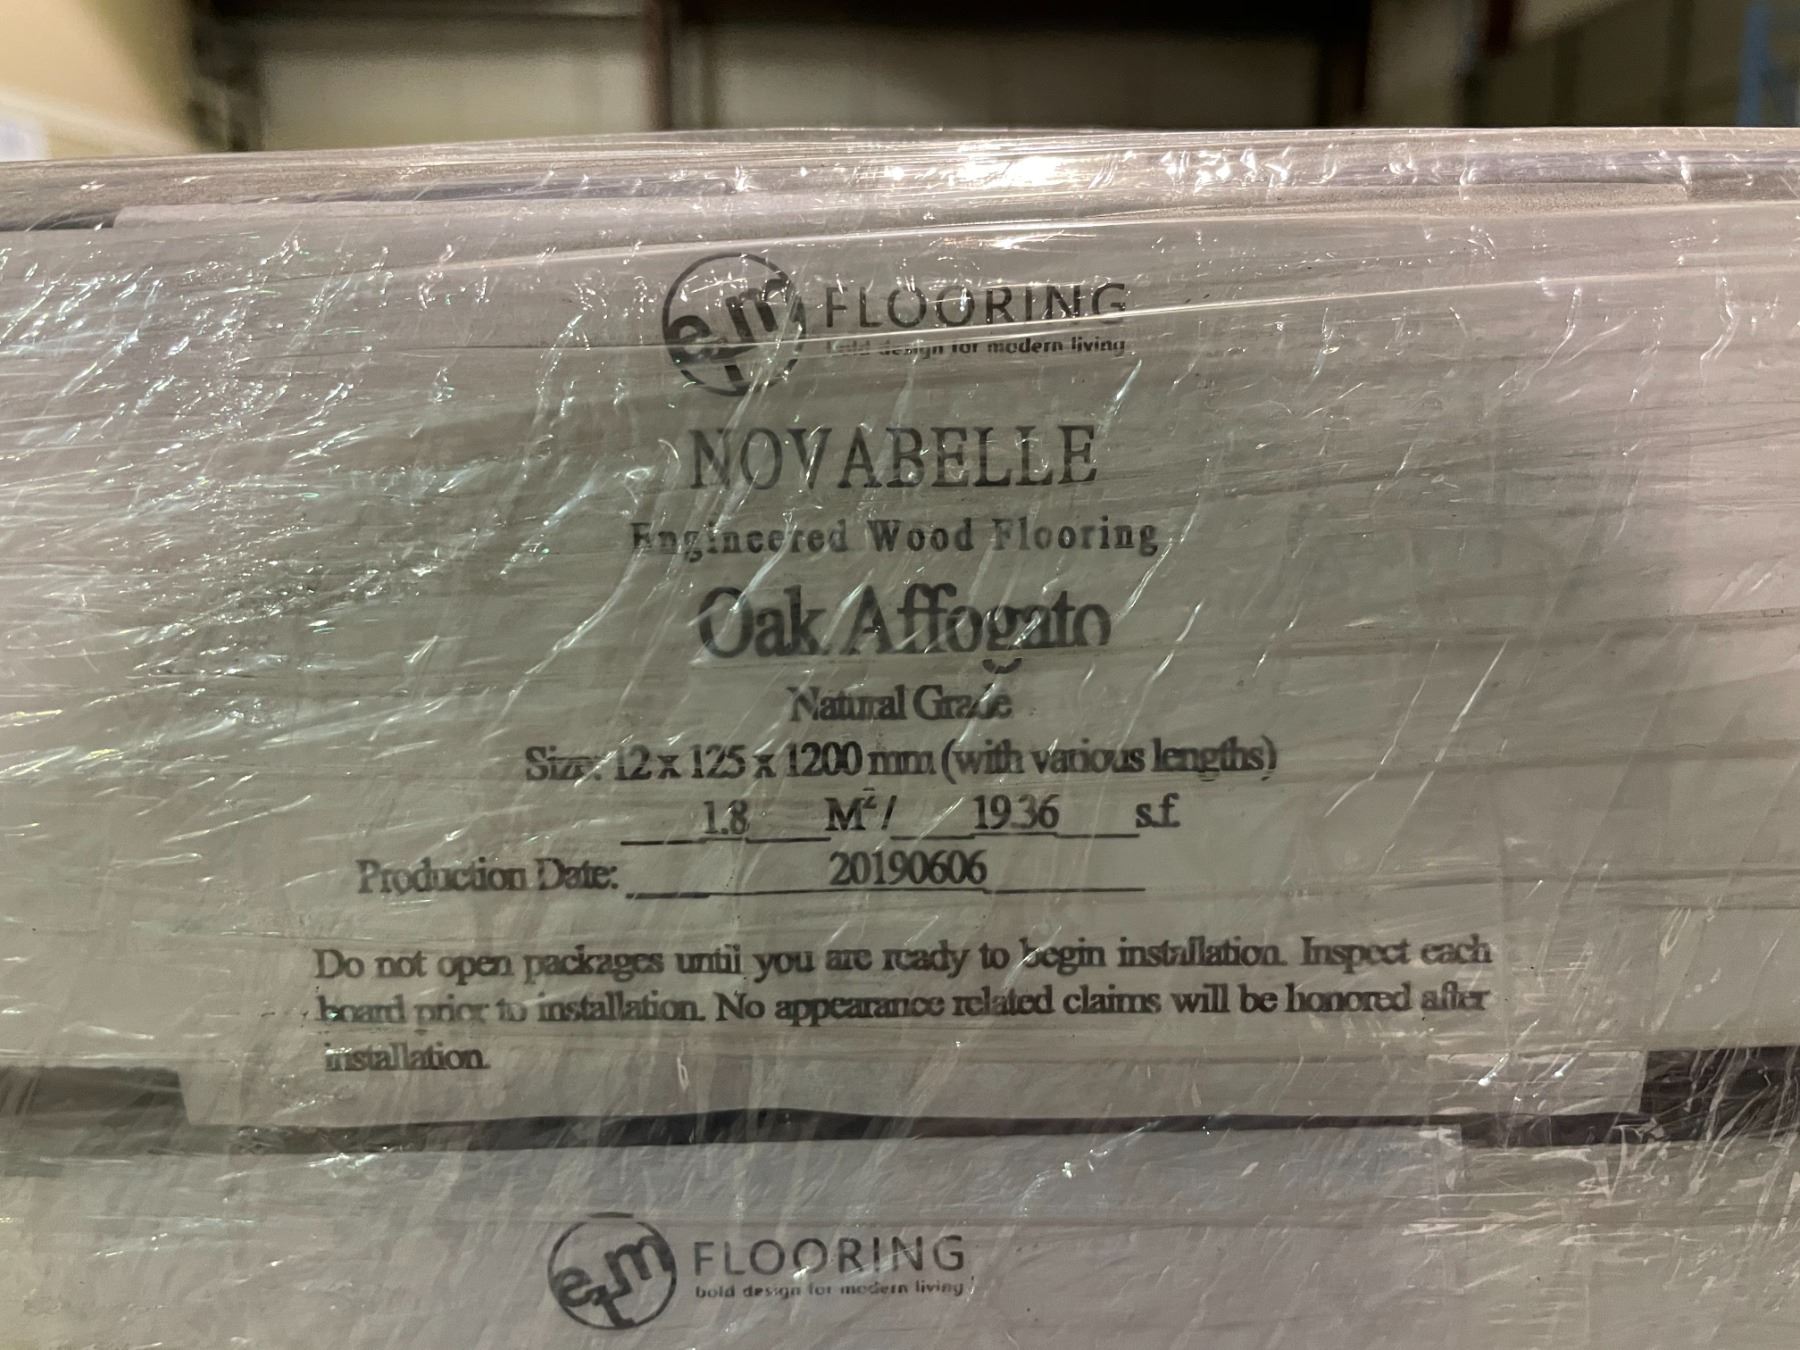 FLOORING
bold design for modern living
NOVABELLE
Engineered Wood Flooring
Oak Affogato
Natural Grade
Size: 12 x 125 x 1200 mm (with various lengths)
1.8 M²/ 19.36 s.f.
Production Date: 20190606
Do not open packages until you are ready to begin installation. Inspect each
board prior to installation. No appearance related claims will be honored after
installation.
FLOORING
bold design for modern living